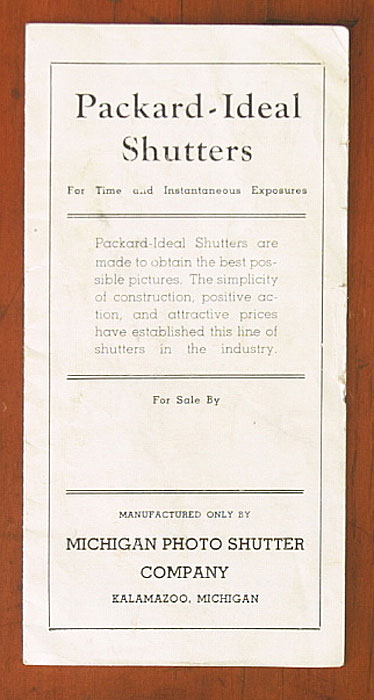 Packard-Ideal
Shutters
For Time and Instantaneous Exposures
Packard-Ideal Shutters are
made to obtain the best pos-
sible pictures. The simplicity
of construction, positive ac-
tion, and attractive prices
have established this line of
shutters in the industry.
For Sale By
MANUFACTURED ONLY BY
MICHIGAN PHOTO SHUTTER
COMPANY
KALAMAZOO, MICHIGAN